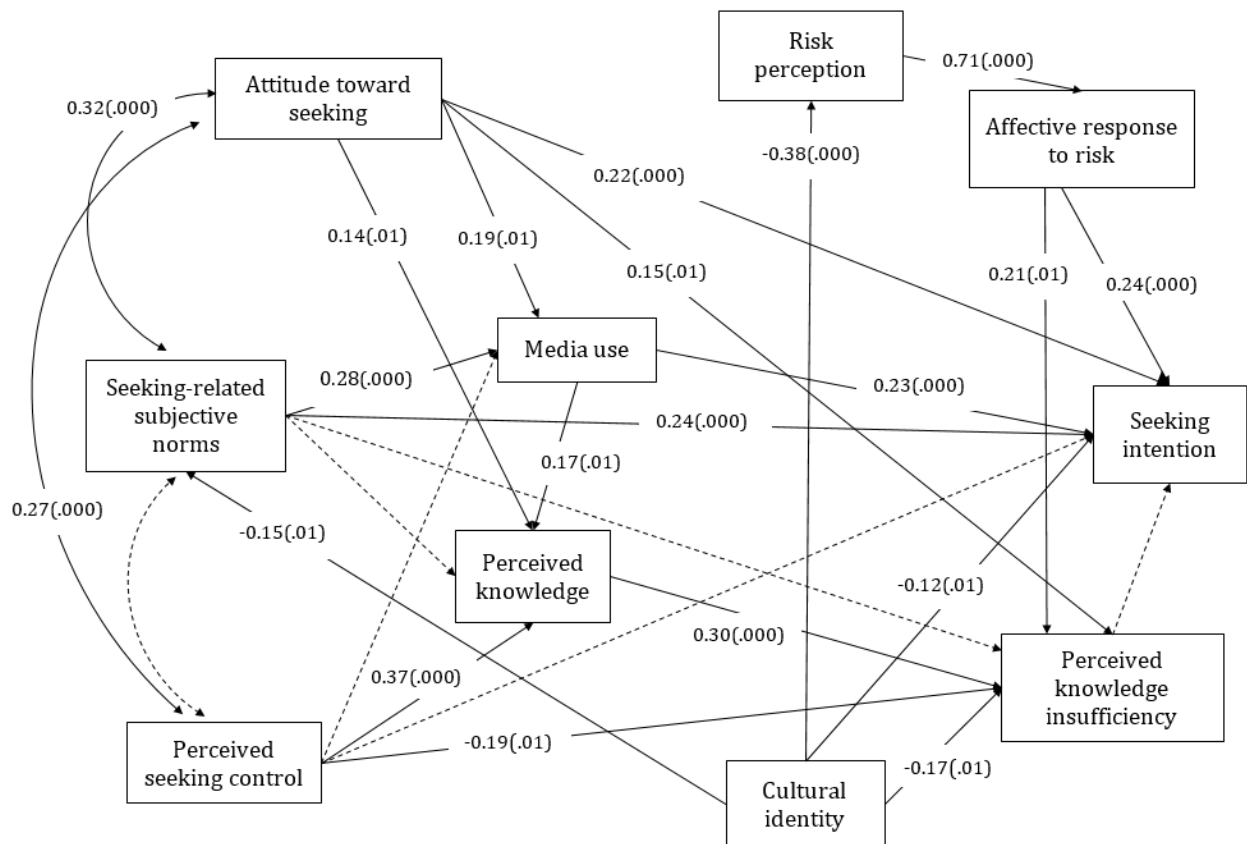 Risk
perception
0.71(.000)
Attitude toward
seeking
0.32(.000)
Affective response
to risk
-0.38(.000)
0.22(.000)
0.14(.01)
0.19(.01)
0.15(.01)
0.21(.01)
0.24(.000)
Media use
Seeking-related
subjective
norms
0.28(.000)
0.23(.000)
0.24(.000)
Seeking
intention
0.17(.01)
0.27(.000)
-0.15(.01)
Perceived
knowledge
-0.12(.01)
0.30(.000)
0.37(.000)
Perceived
knowledge
insufficiency
Perceived
seeking control
-0.19(.01)
-0.17(.01)
Cultural
identity